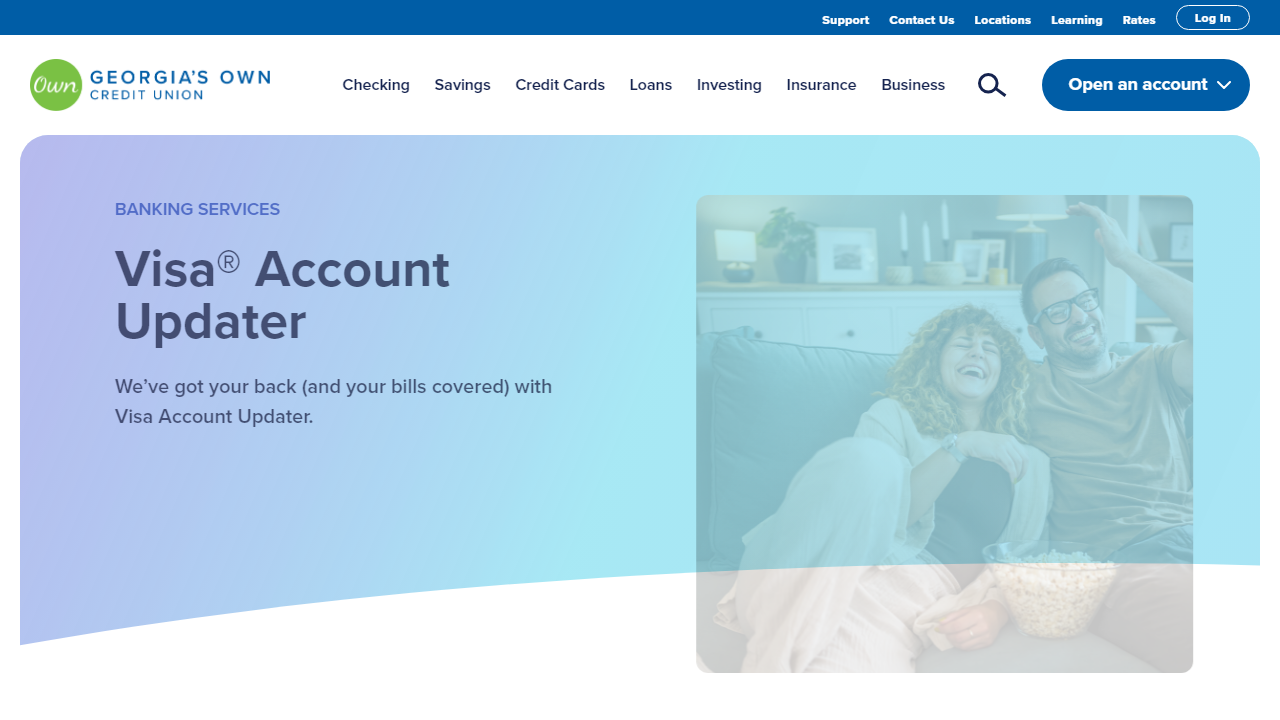 Support Contact Us Locations Learning Rates Log In
Own GEORGIA'S OWN
CREDIT UNION
Checking Savings Credit Cards Loans Investing Insurance Business Open an account
BANKING SERVICES
Visa® Account
Updater
We’ve got your back (and your bills covered) with
Visa Account Updater.